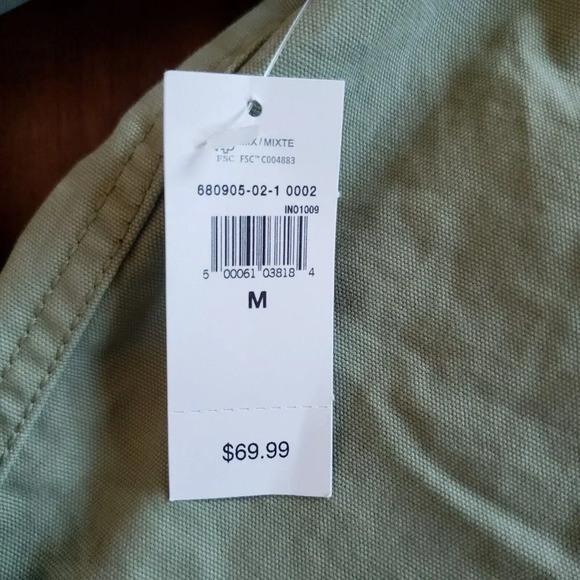 MIX/MIXTE
FSC FSC™ C004883
680905-02-1 0002
IN01009
5 00061 03818 4
M
$69.99